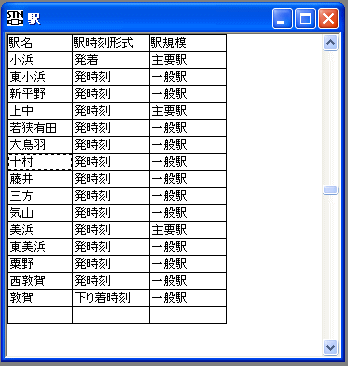 駅
駅名 駅時刻形式 駅規模
小浜 発着 主要駅
東小浜 発時刻 一般駅
新平野 発時刻 一般駅
上中 発時刻 主要駅
若狭有田 発時刻 一般駅
大鳥羽 発時刻 一般駅
十村 発時刻 一般駅
藤井 発時刻 一般駅
三方 発時刻 一般駅
気山 発時刻 一般駅
美浜 発時刻 主要駅
東美浜 発時刻 一般駅
粟野 発時刻 一般駅
西敦賀 発時刻 一般駅
敦賀 下り着時刻 一般駅